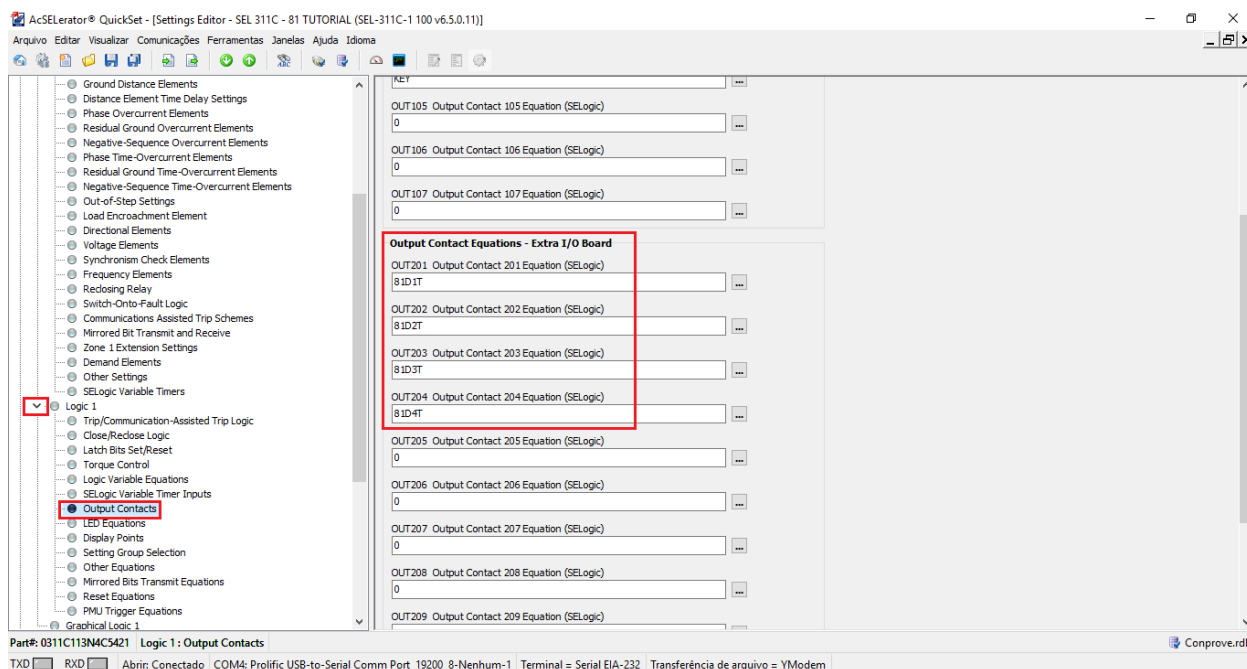 AcSELerator® QuickSet - [Settings Editor - SEL 311C - 81 TUTORIAL (SEL-311C-1 100 v6.5.0.11)]
Arquivo Editar Visualizar Comunicações Ferramentas Janelas Ajuda Idioma
Ground Distance Elements
Distance Element Time Delay Settings
Phase Overcurrent Elements
Residual Ground Overcurrent Elements
Negative-Sequence Overcurrent Elements
Phase Time-Overcurrent Elements
Residual Ground Time-Overcurrent Elements
Negative-Sequence Time-Overcurrent Elements
Out-of-Step Settings
Load Encroachment Element
Directional Elements
Voltage Elements
Synchronism Check Elements
Frequency Elements
Reclosing Relay
Switch-Onto-Fault Logic
Communications Assisted Trip Schemes
Mirrored Bit Transmit and Receive
Zone 1 Extension Settings
Demand Elements
Other Settings
SELogic Variable Timers
Logic 1
Trip/Communication-Assisted Trip Logic
Close/Reclose Logic
Latch Bits Set/Reset
Torque Control
Logic Variable Equations
SELogic Variable Timer Inputs
Output Contacts
LED Equations
Display Points
Setting Group Selection
Other Equations
Mirrored Bits Transmit Equations
Reset Equations
PMU Trigger Equations
Graphical Logic 1
KEY
...
OUT105 Output Contact 105 Equation (SELogic)
0
...
OUT106 Output Contact 106 Equation (SELogic)
0
...
OUT107 Output Contact 107 Equation (SELogic)
0
...
Output Contact Equations - Extra I/O Board
OUT201 Output Contact 201 Equation (SELogic)
81D1T
...
OUT202 Output Contact 202 Equation (SELogic)
81D2T
...
OUT203 Output Contact 203 Equation (SELogic)
81D3T
...
OUT204 Output Contact 204 Equation (SELogic)
81D4T
...
OUT205 Output Contact 205 Equation (SELogic)
0
...
OUT206 Output Contact 206 Equation (SELogic)
0
...
OUT207 Output Contact 207 Equation (SELogic)
0
...
OUT208 Output Contact 208 Equation (SELogic)
0
...
OUT209 Output Contact 209 Equation (SELogic)
Part#: 0311C113N4C5421 Logic 1 : Output Contacts Conprove.rdb
TXD RXD Abrir: Conectado COM4: Prolific USB-to-Serial Comm Port 19200 8-Nenhum-1 Terminal = Serial EIA-232 Transferência de arquivo = YModem